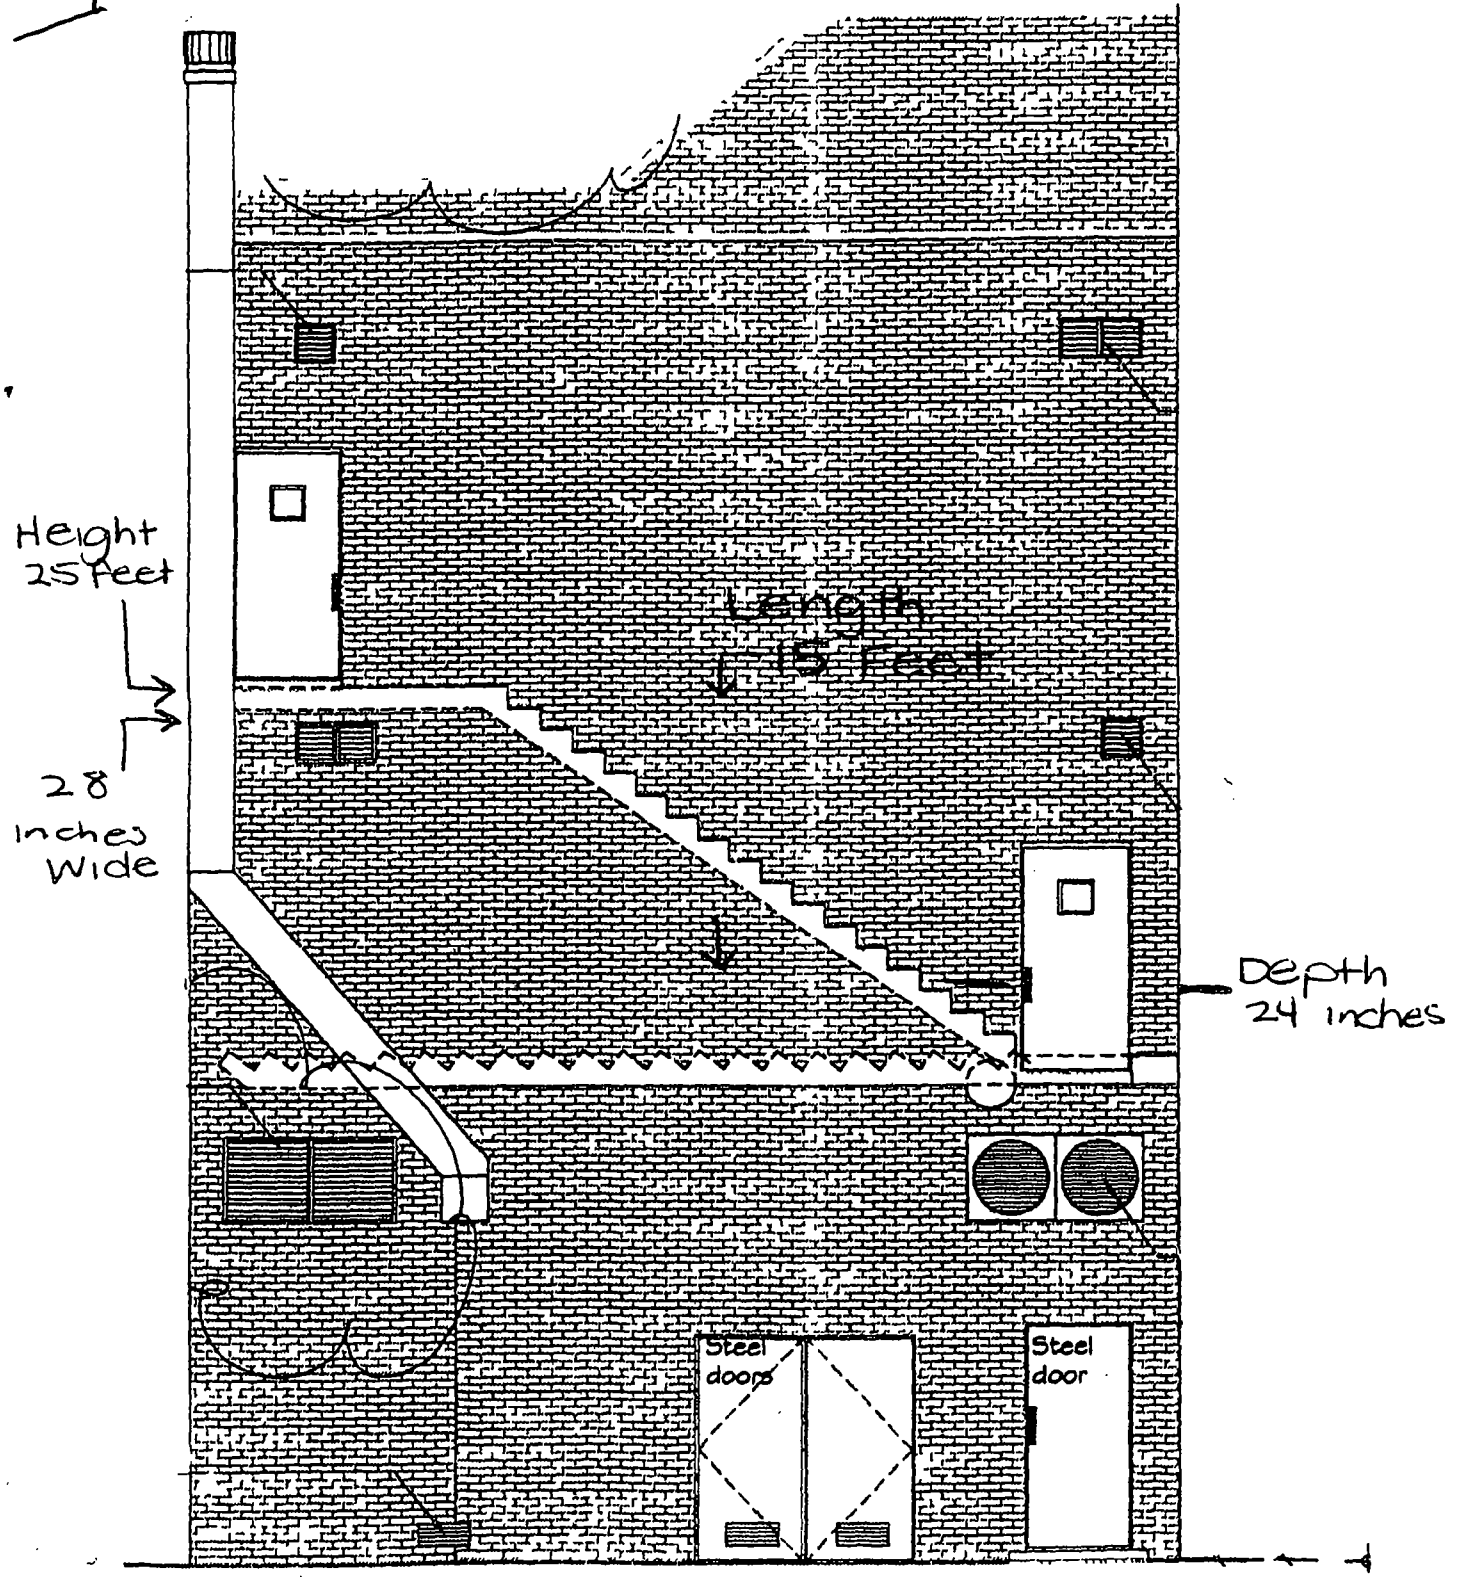 Height
25 Feet
Length
15 Feet
28
Inches
Wide
Depth
24 inches
Steel
doors
Steel
door